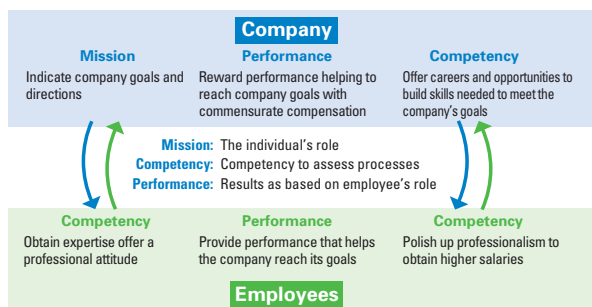 Company
Mission
Indicate company goals and
directions
Performance
Reward performance helping to
reach company goals with
commensurate compensation
Competency
Offer careers and opportunities to
build skills needed to meet the
company's goals
Mission: The individual's role
Competency: Competency to assess processes
Performance: Results as based on employee's role
Competency
Obtain expertise offer a
professional attitude
Performance
Provide performance that helps
the company reach its goals
Competency
Polish up professionalism to
obtain higher salaries
Employees